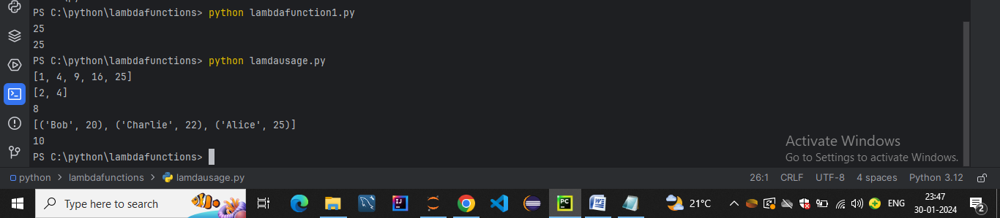 PS C:\python\lambdafunctions> python lambdafunction1.py
25
25
PS C:\python\lambdafunctions> python lamdausage.py
[1, 4, 9, 16, 25]
[2, 4]
8
[('Bob', 20), ('Charlie', 22), ('Alice', 25)]
10
PS C:\python\lambdafunctions>
Activate Windows
Go to Settings to activate Windows.
python > lambdafunctions > lamdausage.py
26:1 CRLF UTF-8 4 spaces Python 3.12
Type here to search
21°C
ENG
23:47
30-01-2024
2